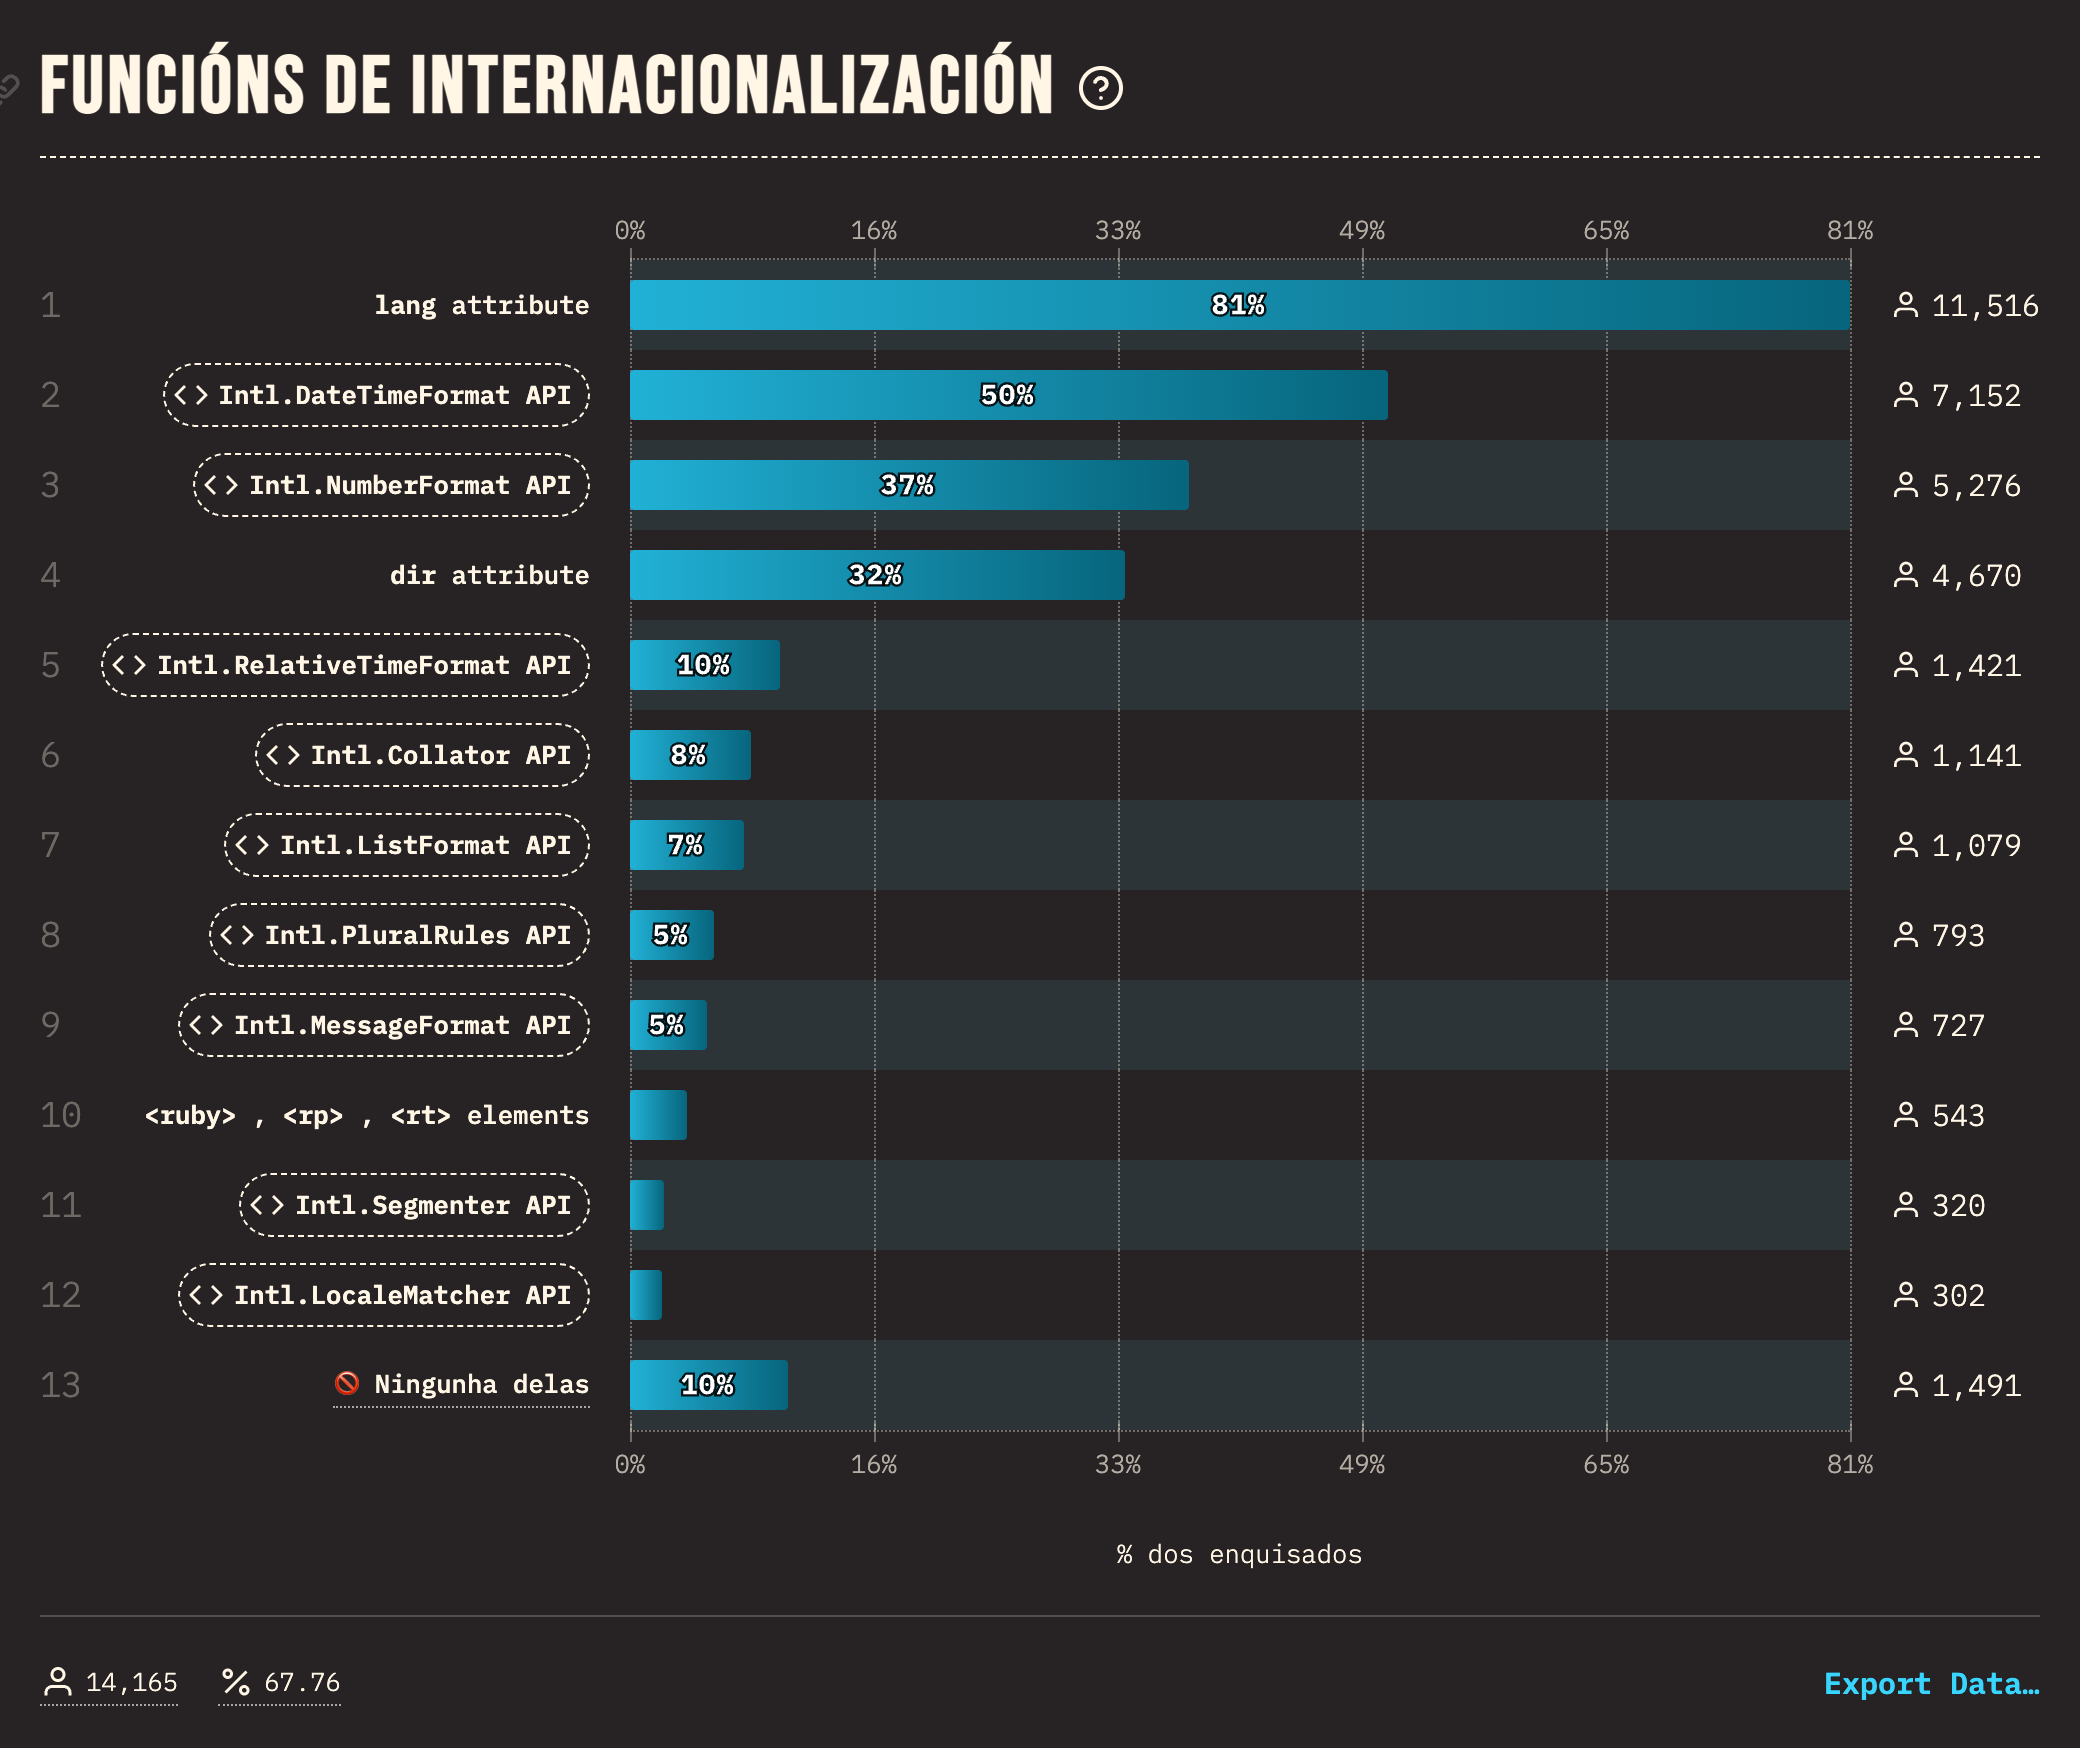 FUNCIÓNS DE INTERNACIONALIZACIÓN
0% 16% 33% 49% 65% 81%
1 lang attribute 81% 11,516
2 <> Intl.DateTimeFormat API 50% 7,152
3 <> Intl.NumberFormat API 37% 5,276
4 dir attribute 32% 4,670
5 <> Intl.RelativeTimeFormat API 10% 1,421
6 <> Intl.Collator API 8% 1,141
7 <> Intl.ListFormat API 7% 1,079
8 <> Intl.PluralRules API 5% 793
9 <> Intl.MessageFormat API 5% 727
10 <ruby> , <rp> , <rt> elements 543
11 <> Intl.Segmenter API 320
12 <> Intl.LocaleMatcher API 302
13 🚫 Ningunha delas 10% 1,491
0% 16% 33% 49% 65% 81%
% dos enquisados
14,165 % 67.76 Export Data…